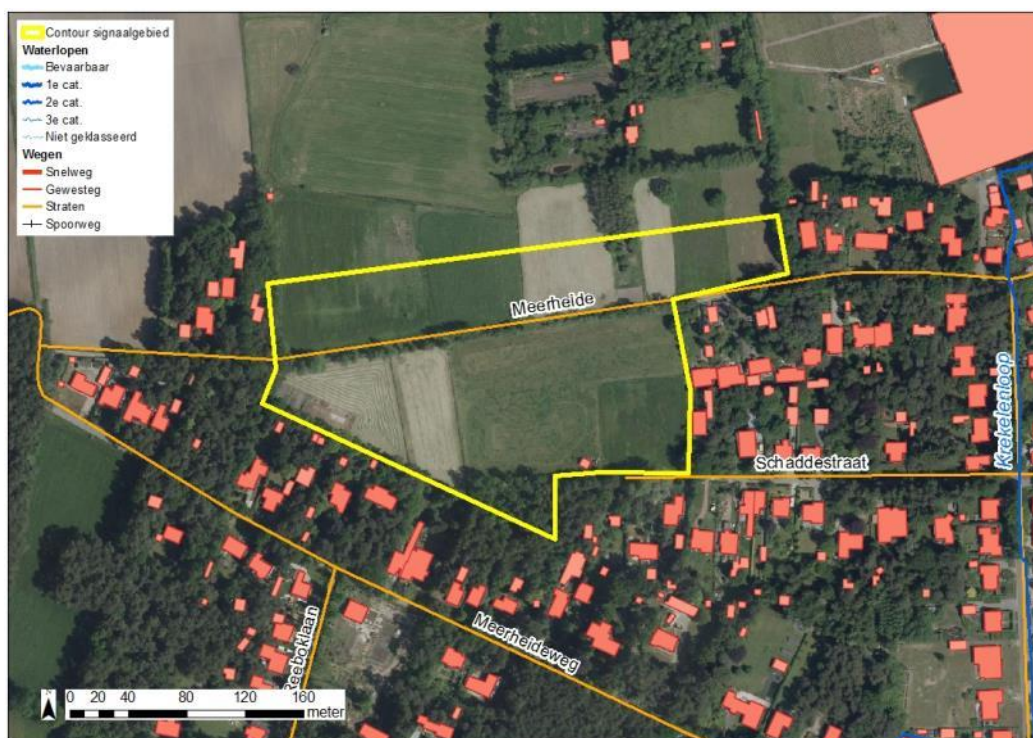 Contour signaalgebied
Waterlopen
Bevaarbaar
1e cat.
2e cat.
3e cat.
Niet geklasseerd
Wegen
Snelweg
Gewesteg
Straten
Spoorweg
Meerheide
Krekelenloop
Schaddestraat
Meerheideweg
Reeboklaan
0 20 40 80 120 160
meter